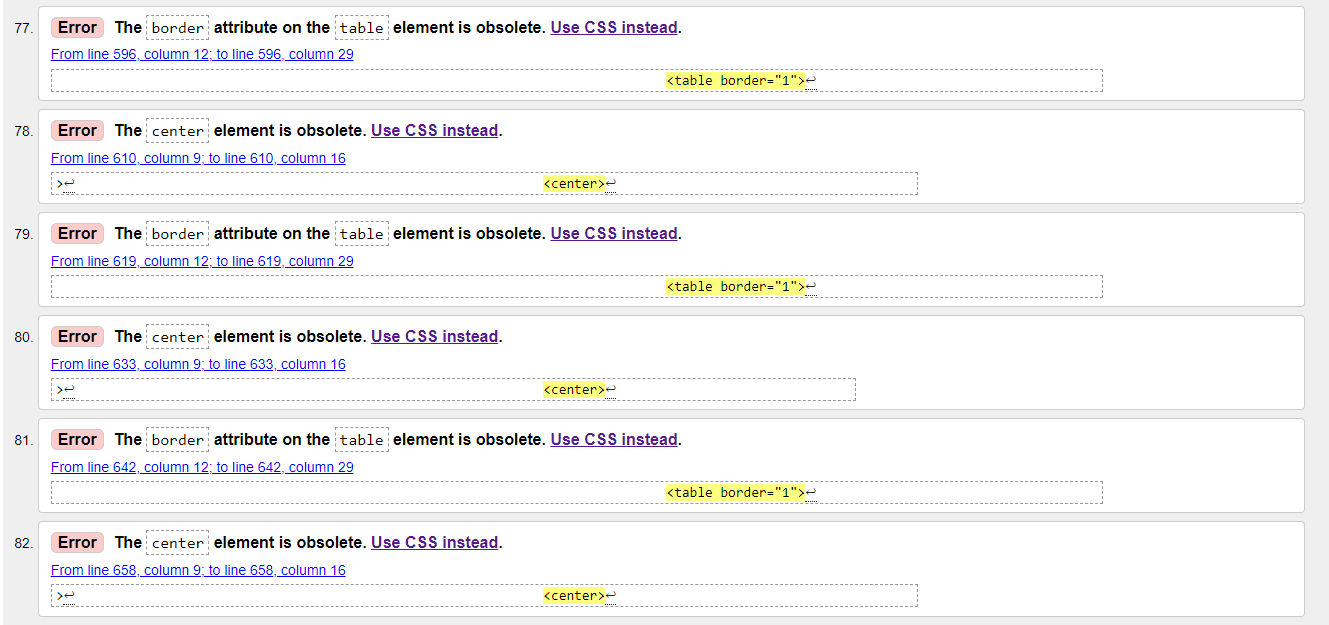 77. Error The border attribute on the table element is obsolete. Use CSS instead.
From line 596, column 12; to line 596, column 29
<table border="1">↩
78. Error The center element is obsolete. Use CSS instead.
From line 610, column 9; to line 610, column 16
>↩ <center>↩
79. Error The border attribute on the table element is obsolete. Use CSS instead.
From line 619, column 12; to line 619, column 29
<table border="1">↩
80. Error The center element is obsolete. Use CSS instead.
From line 633, column 9; to line 633, column 16
>↩ <center>↩
81. Error The border attribute on the table element is obsolete. Use CSS instead.
From line 642, column 12; to line 642, column 29
<table border="1">↩
82. Error The center element is obsolete. Use CSS instead.
From line 658, column 9; to line 658, column 16
>↩ <center>↩